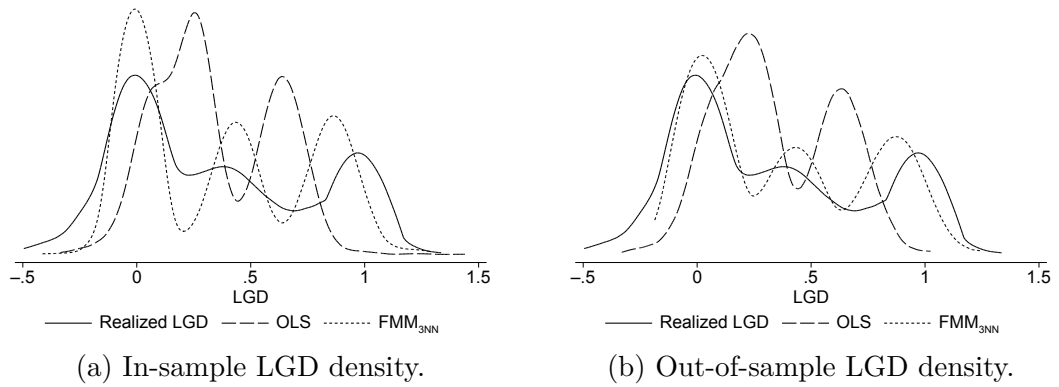 –.5 0 .5 1 1.5
LGD
Realized LGD OLS FMM3NN
(a) In-sample LGD density.
–.5 0 .5 1 1.5
LGD
Realized LGD OLS FMM3NN
(b) Out-of-sample LGD density.